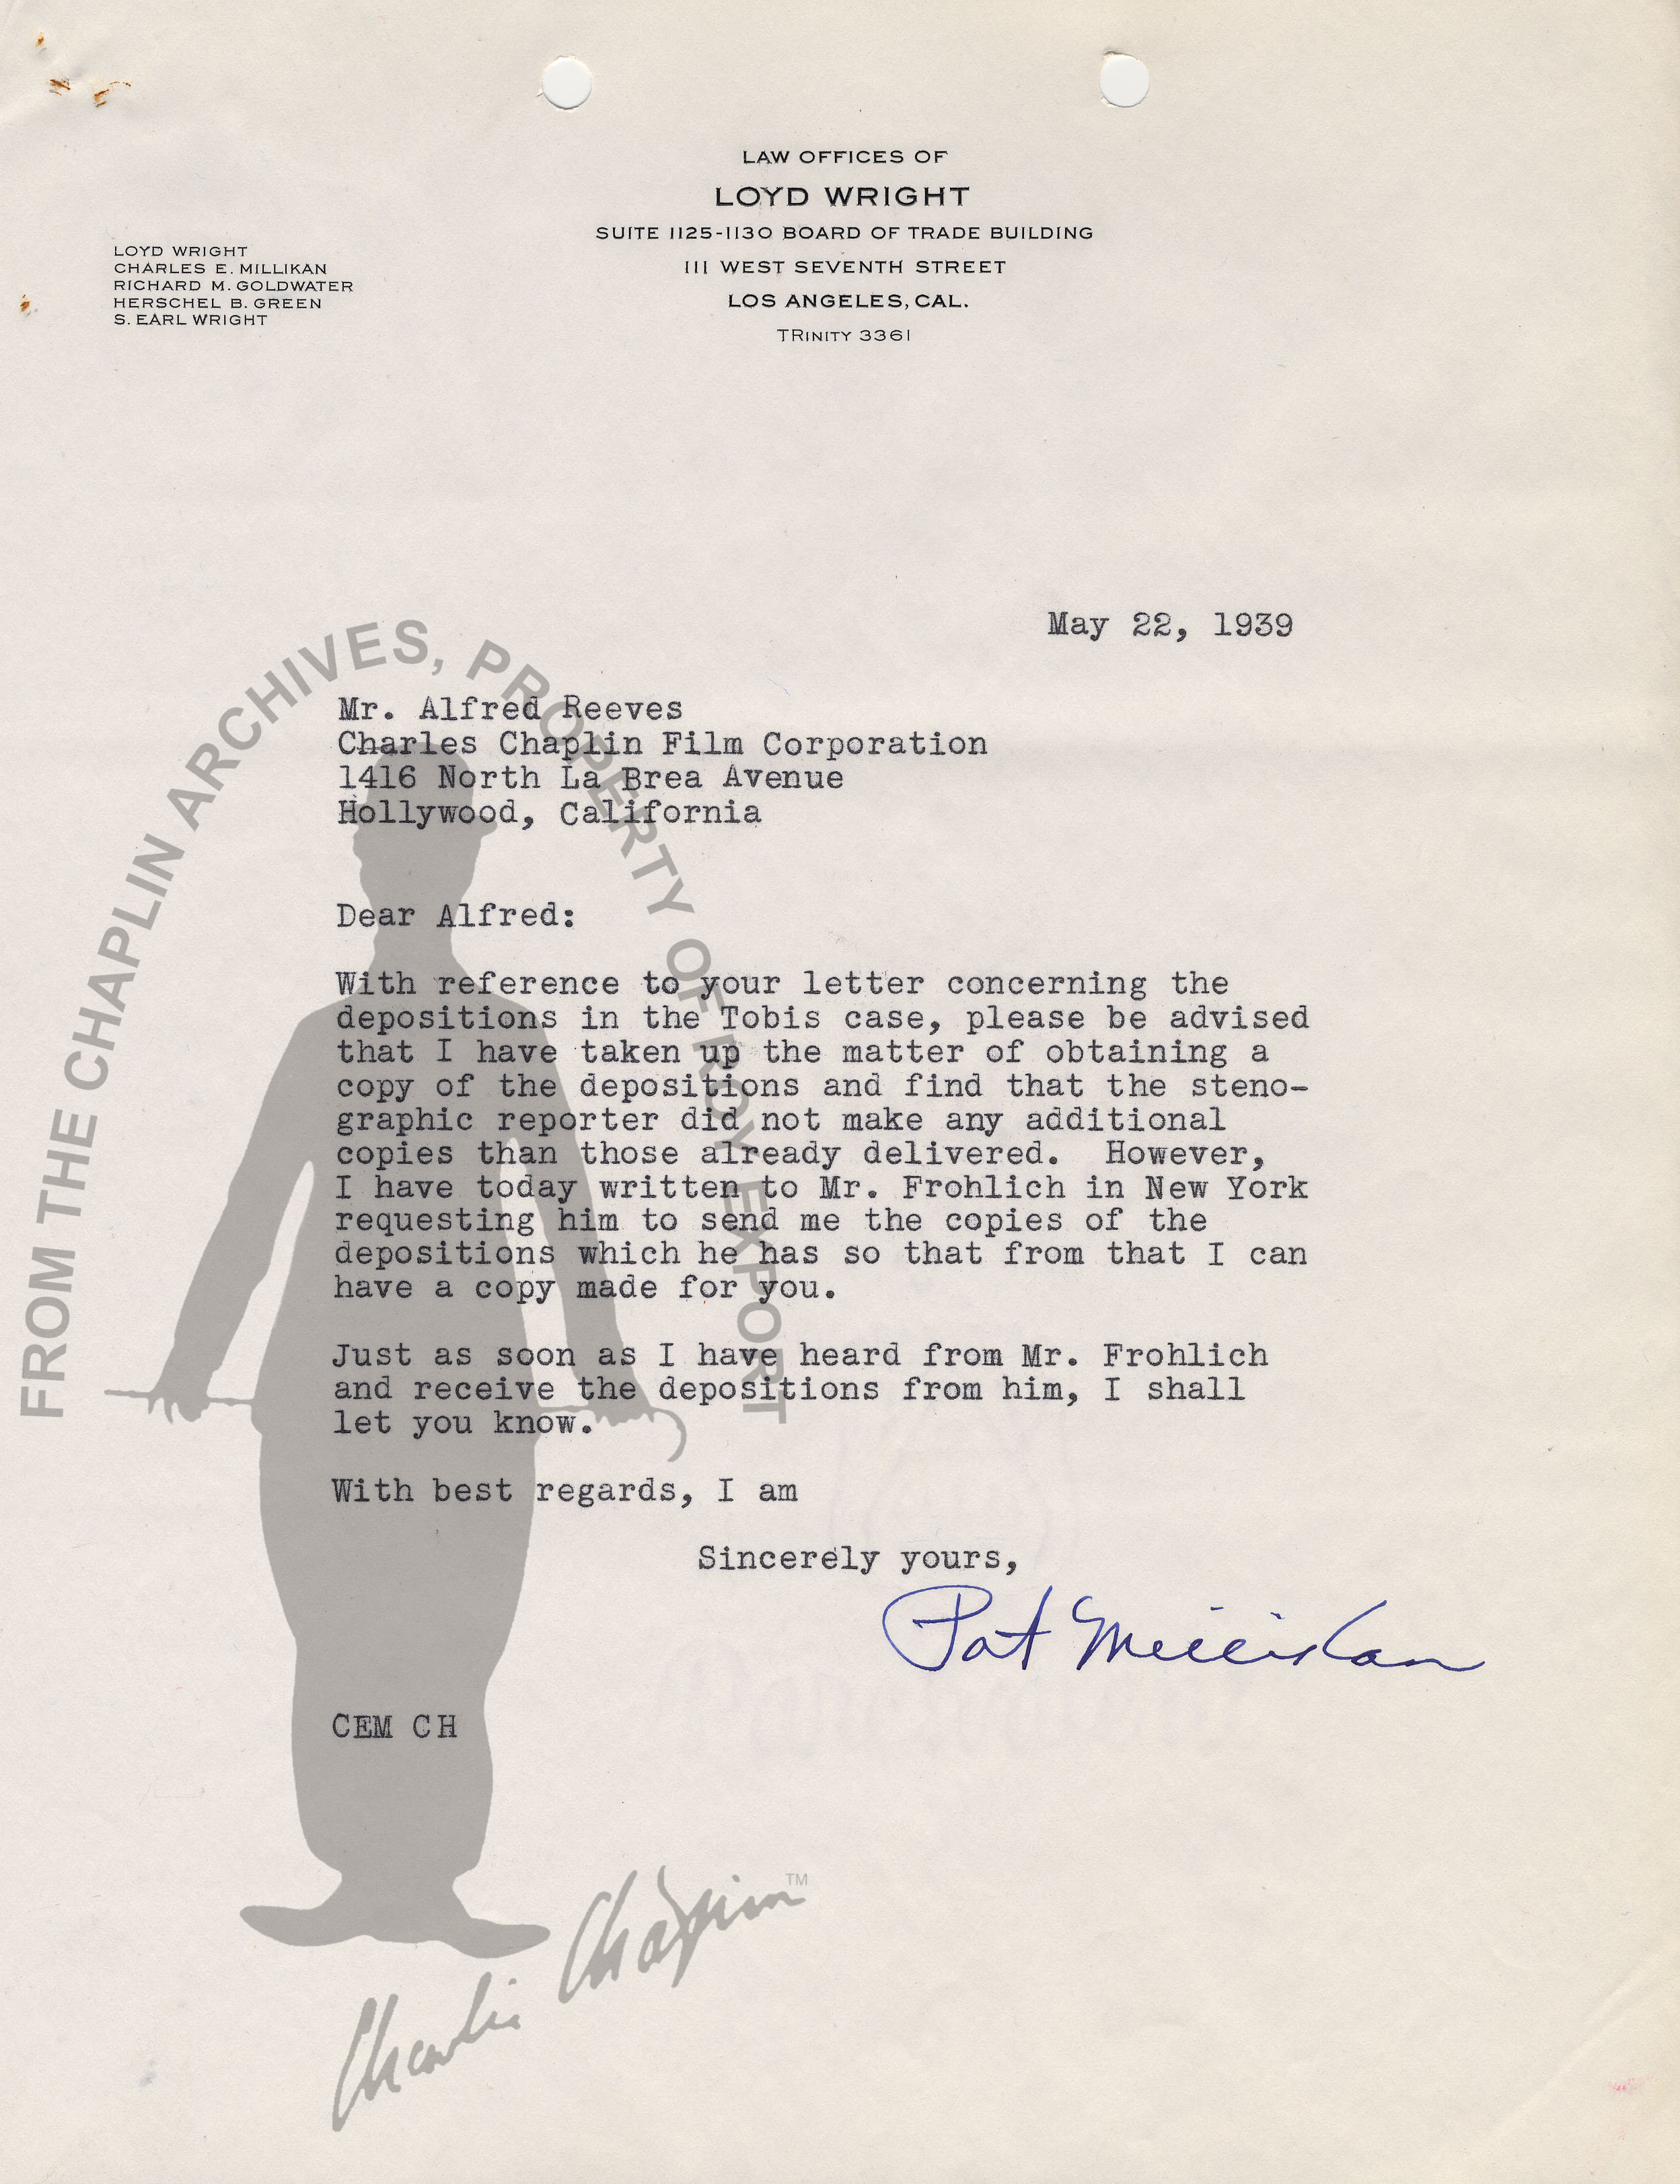 LAW OFFICES OF
LOYD WRIGHT
SUITE 1125-1130 BOARD OF TRADE BUILDING
111 WEST SEVENTH STREET
LOS ANGELES, CAL.
TRINITY 3361
LOYD WRIGHT
CHARLES E. MILLIKAN
RICHARD M. GOLDWATER
HERSCHEL B. GREEN
S. EARL WRIGHT
May 22, 1939
Mr. Alfred Reeves
Charles Chaplin Film Corporation
1416 North La Brea Avenue
Hollywood, California
Dear Alfred:
With reference to your letter concerning the
depositions in the Tobis case, please be advised
that I have taken up the matter of obtaining a
copy of the depositions and find that the steno-
graphic reporter did not make any additional
copies than those already delivered. However,
I have today written to Mr. Frohlich in New York
requesting him to send me the copies of the
depositions which he has so that from that I can
have a copy made for you.
Just as soon as I have heard from Mr. Frohlich
and receive the depositions from him, I shall
let you know.
With best regards, I am
Sincerely yours,
Pat Millikan
CEM CH
FROM THE CHAPLIN ARCHIVES, PROPERTY OF ROY EXPORT
Charlie Chaplin™